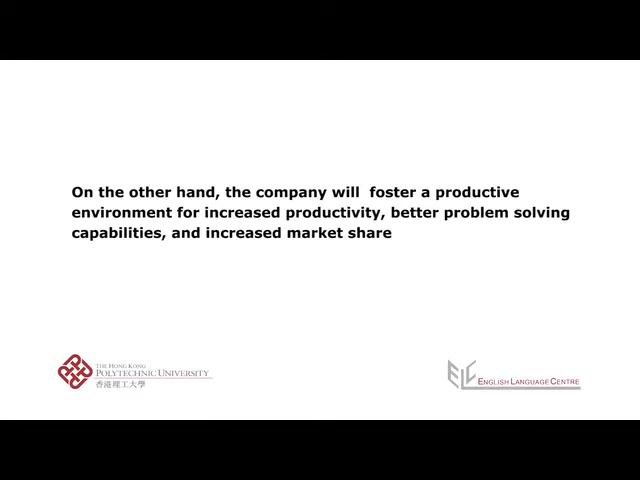 On the other hand, the company will  foster a productive
environment for increased productivity, better problem solving
capabilities, and increased market share
THE HONG KONG
POLYTECHNIC UNIVERSITY
香港理工大學
ELC
ENGLISH LANGUAGE CENTRE